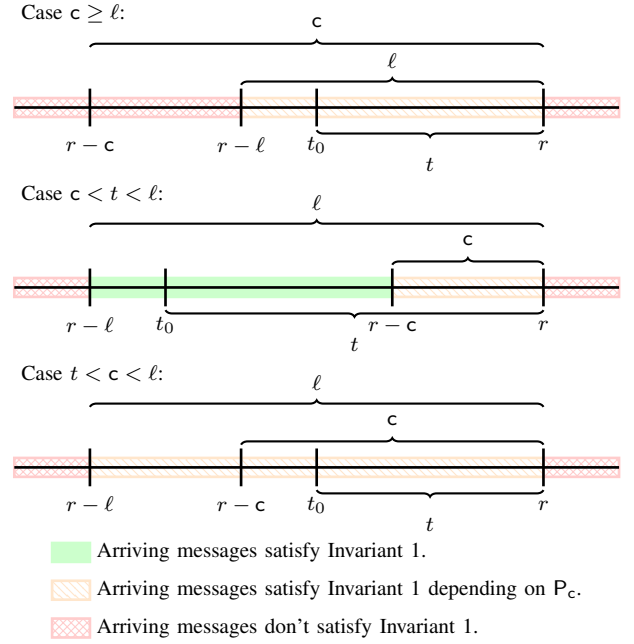 Case c ≥ ℓ:
c
ℓ
r − c r − ℓ t₀ r
t
Case c < t < ℓ:
ℓ
c
r − ℓ t₀ r − c r
t
Case t < c < ℓ:
ℓ
c
r − ℓ r − c t₀ r
t
Arriving messages satisfy Invariant 1.
Arriving messages satisfy Invariant 1 depending on P_c.
Arriving messages don't satisfy Invariant 1.